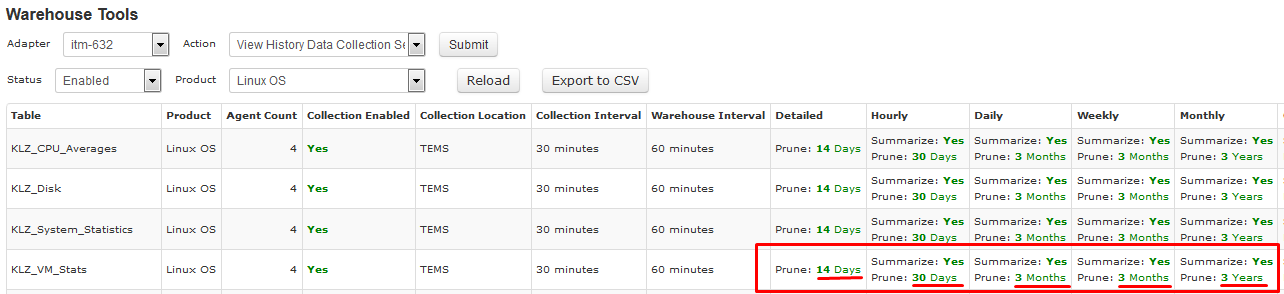 Warehouse Tools
Adapter itm-632 Action View History Data Collection Se Submit
Status Enabled Product Linux OS Reload Export to CSV
Table Product Agent Count Collection Enabled Collection Location Collection Interval Warehouse Interval Detailed Hourly Daily Weekly Monthly
KLZ_CPU_Averages Linux OS 4 Yes TEMS 30 minutes 60 minutes Prune: 14 Days
Summarize: Yes Summarize: Yes Summarize: Yes Summarize: Yes
Prune: 30 Days Prune: 3 Months Prune: 3 Months Prune: 3 Years
KLZ_Disk Linux OS 4 Yes TEMS 30 minutes 60 minutes Prune: 14 Days
Summarize: Yes Summarize: Yes Summarize: Yes Summarize: Yes
Prune: 30 Days Prune: 3 Months Prune: 3 Months Prune: 3 Years
KLZ_System_Statistics Linux OS 4 Yes TEMS 30 minutes 60 minutes Prune: 14 Days
Summarize: Yes Summarize: Yes Summarize: Yes Summarize: Yes
Prune: 30 Days Prune: 3 Months Prune: 3 Months Prune: 3 Years
KLZ_VM_Stats Linux OS 4 Yes TEMS 30 minutes 60 minutes Prune: 14 Days
Summarize: Yes Summarize: Yes Summarize: Yes Summarize: Yes
Prune: 30 Days Prune: 3 Months Prune: 3 Months Prune: 3 Years